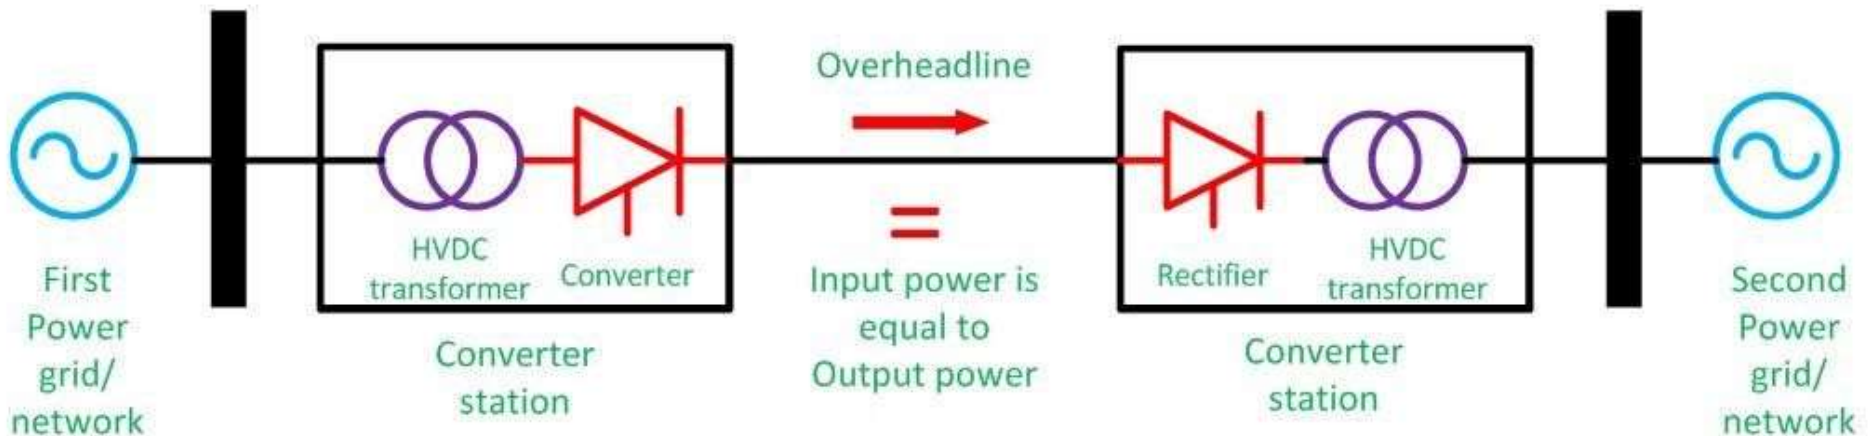 First
Power
grid/
network
HVDC
transformer
Converter
Converter
station
Overheadline
=
Input power is
equal to
Output power
Rectifier
HVDC
transformer
Converter
station
Second
Power
grid/
network